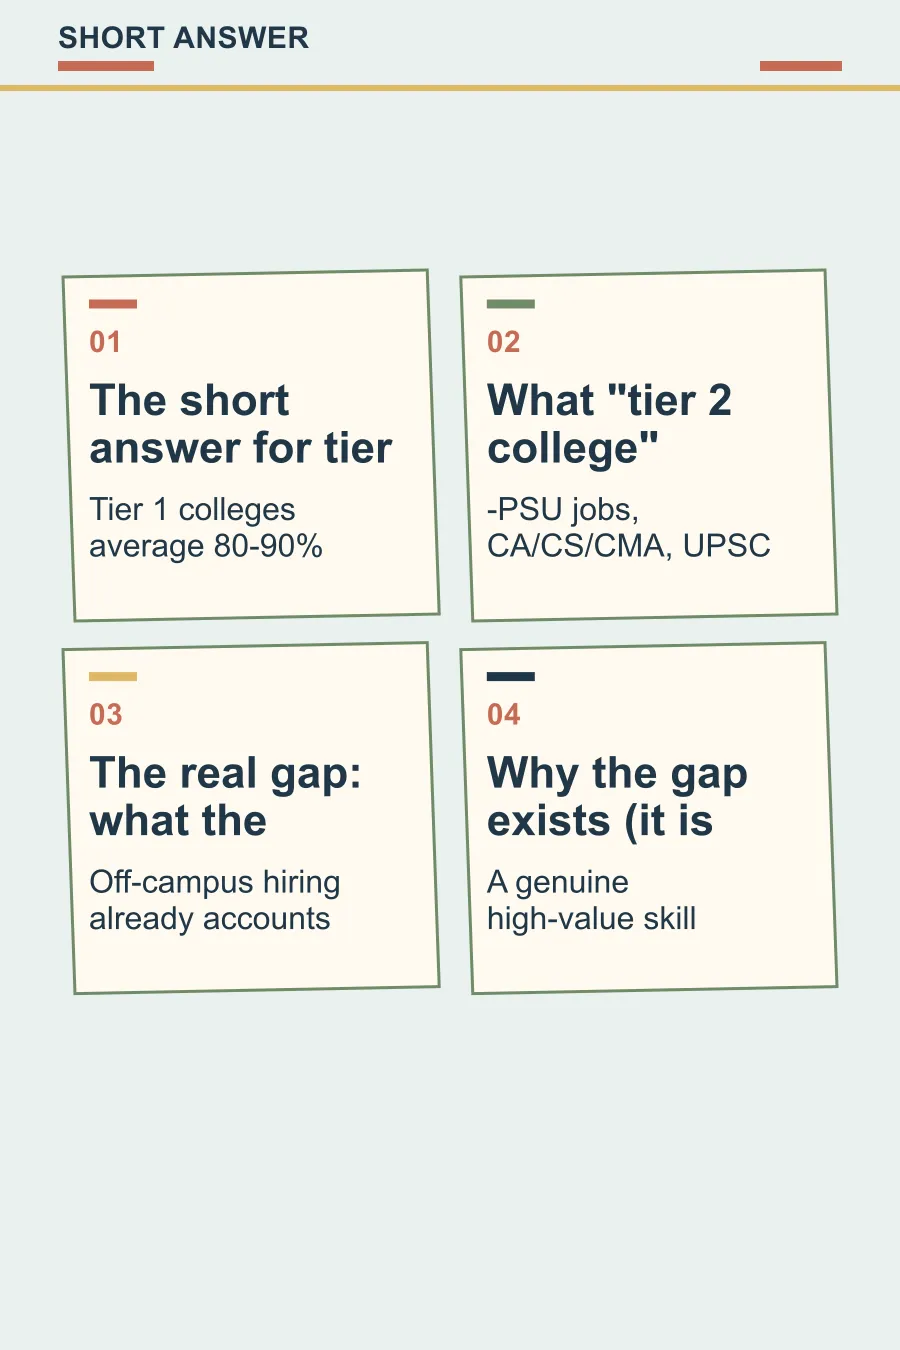 SHORT ANSWER
01
The short
answer for tier
Tier 1 colleges
average 80-90%
02
What "tier 2
college"
-PSU jobs,
CA/CS/CMA, UPSC
03
The real gap:
what the
Off-campus hiring
already accounts
04
Why the gap
exists (it is
A genuine
high-value skill